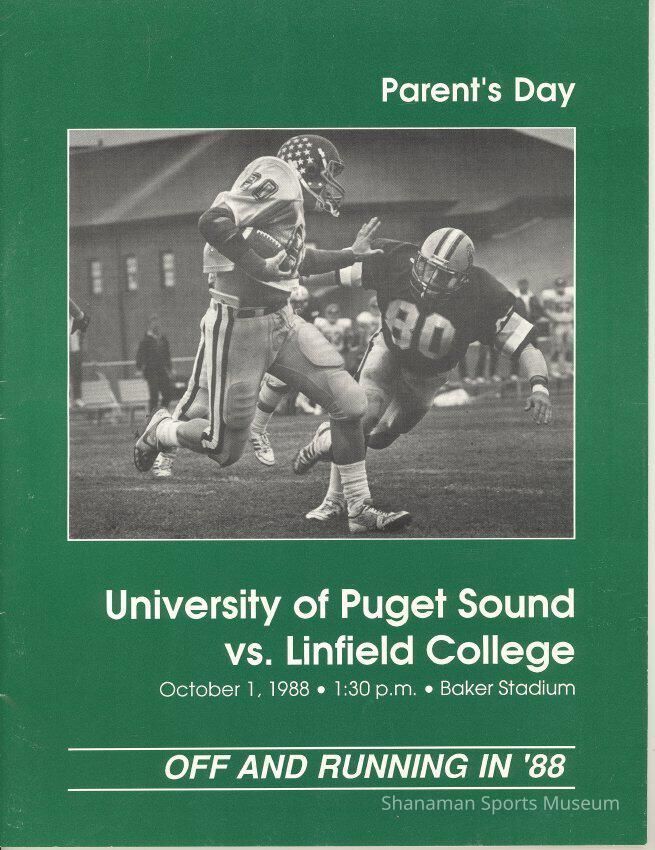 Parent's Day
80
University of Puget Sound
vs. Linfield College
October 1, 1988 • 1:30 p.m. • Baker Stadium
OFF AND RUNNING IN '88
Shanaman Sports Museum